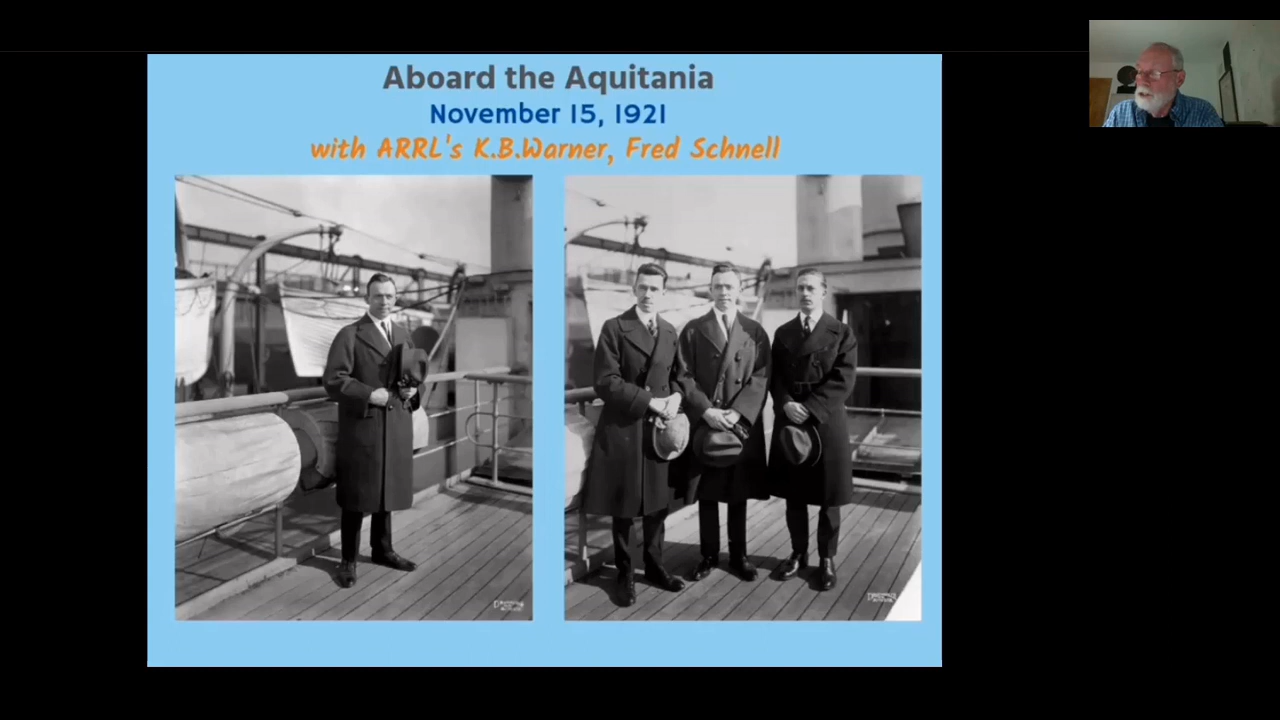 Aboard the Aquitania
November 15, 1921
with ARRL's K.B.Warner, Fred Schnell